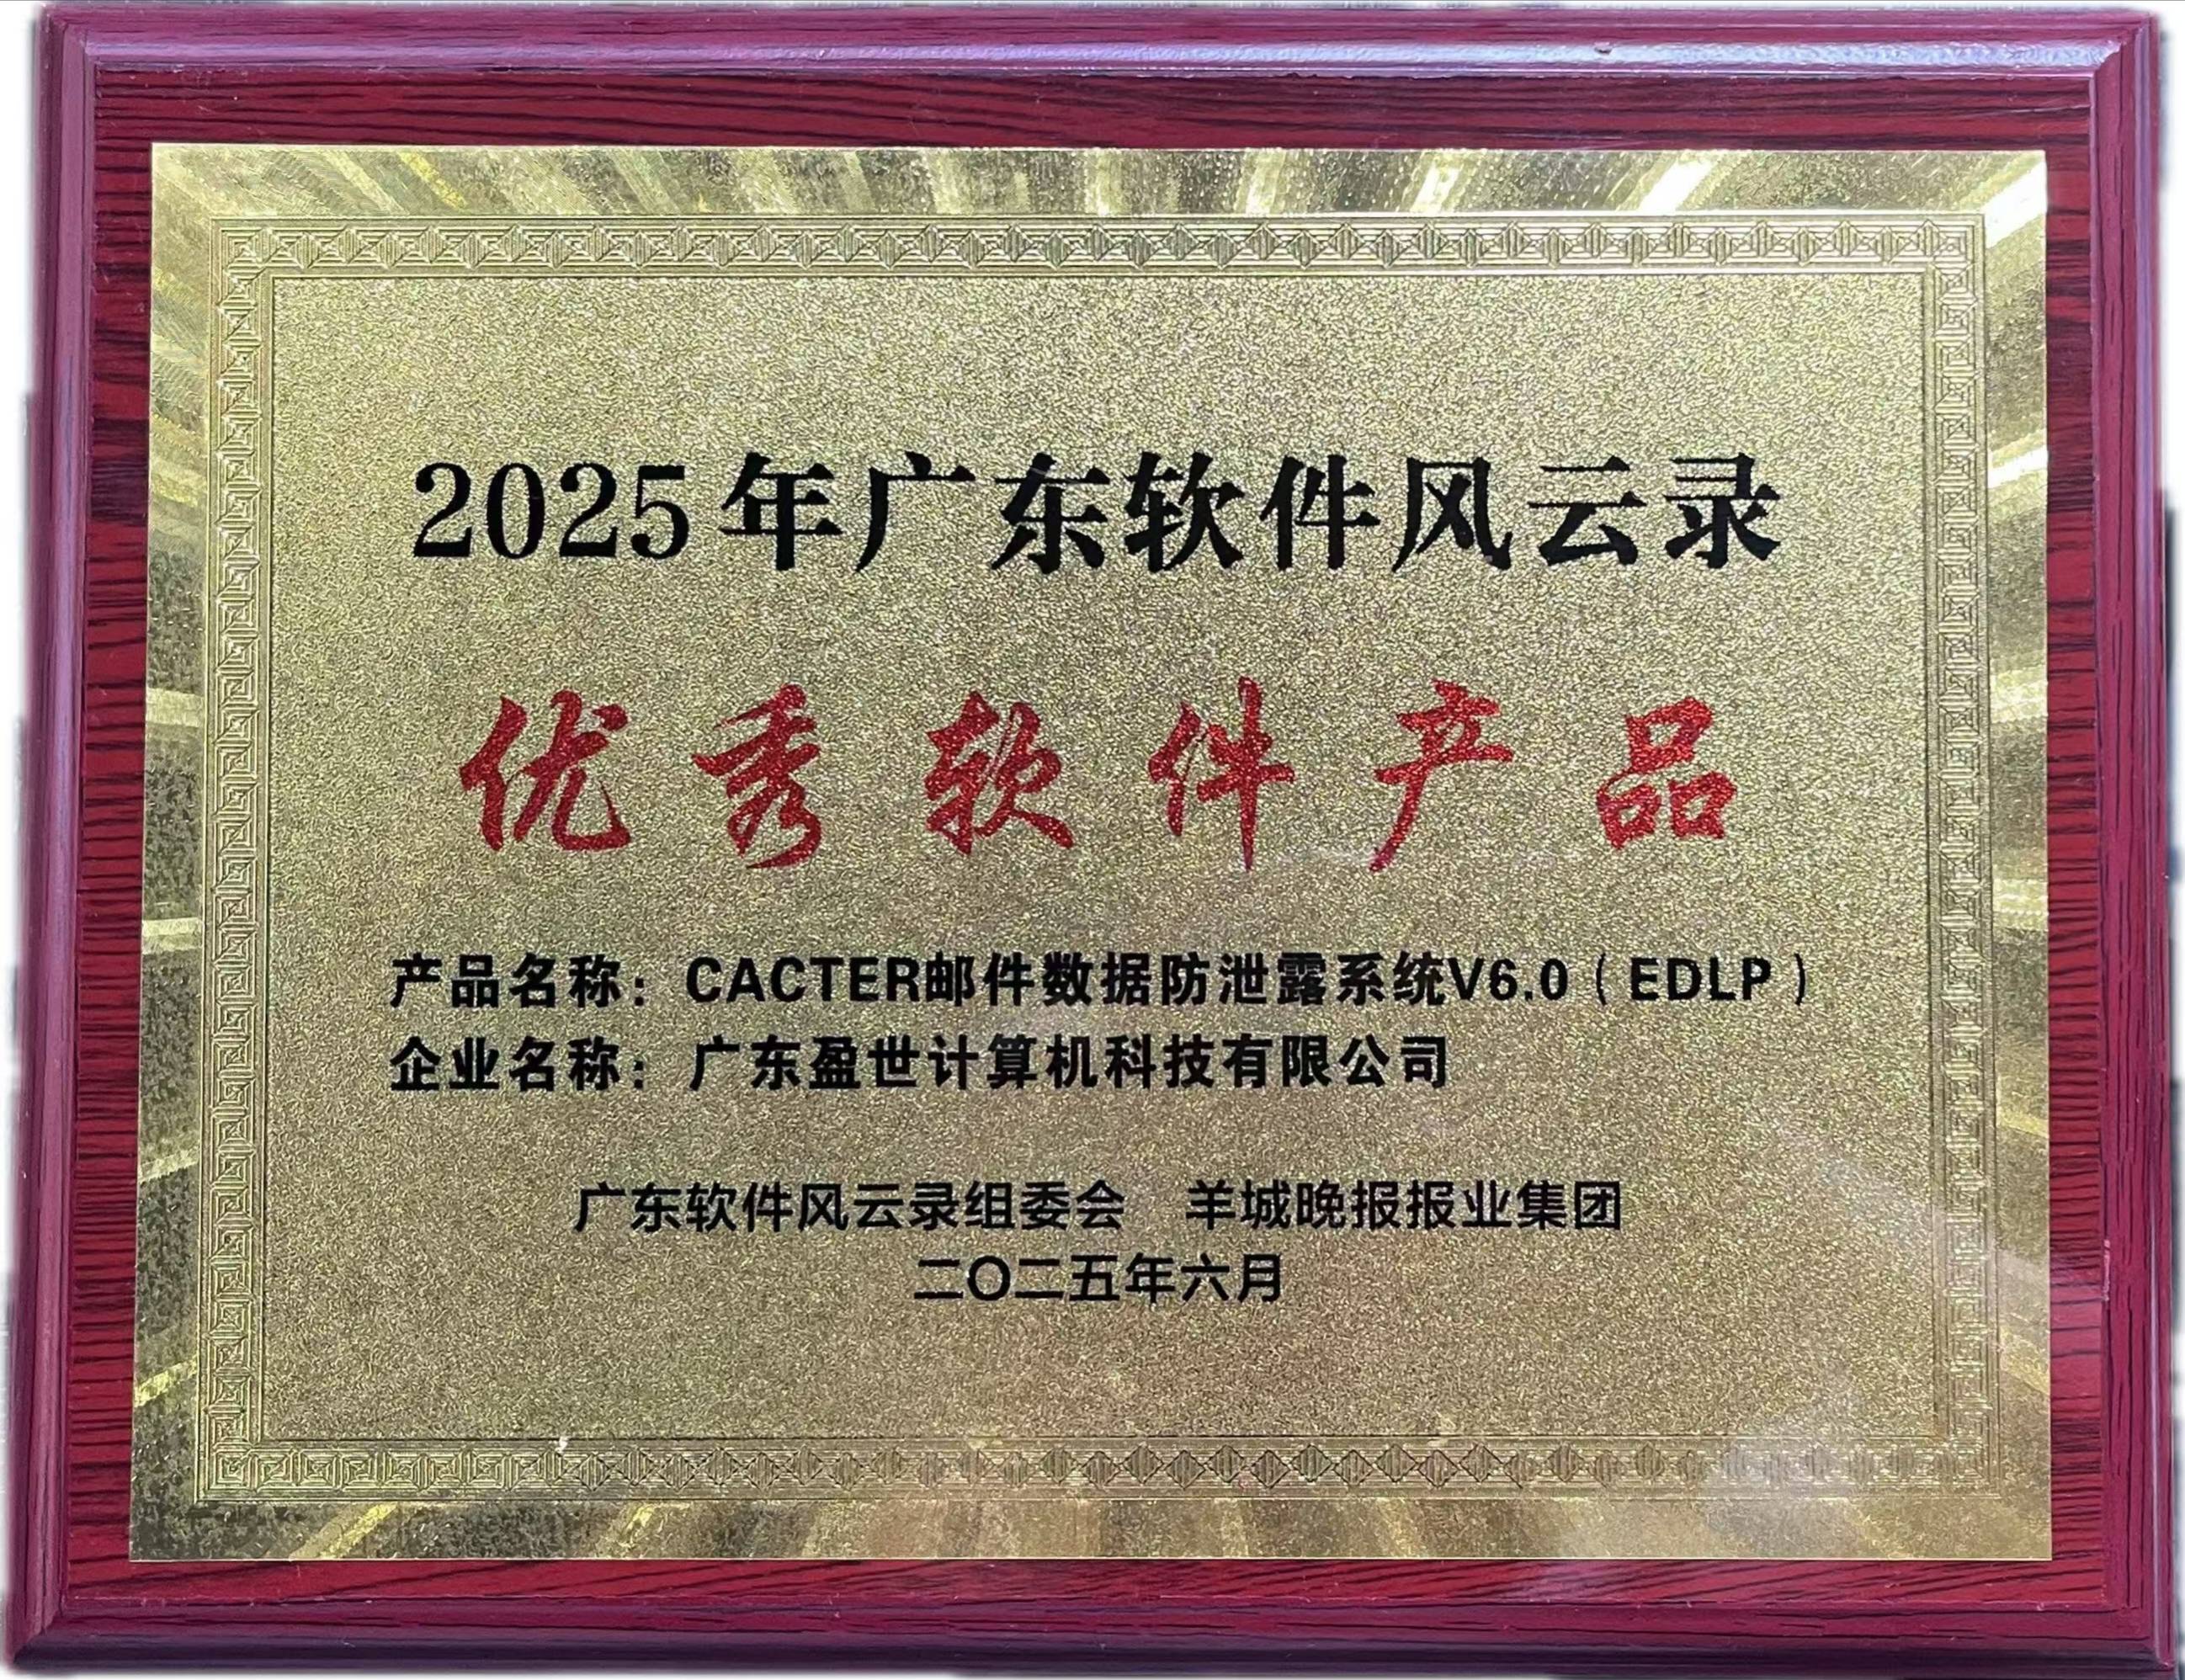 2025年广东软件风云录
优秀软件产品
产品名称：CACTER邮件数据防泄露系统V6.0（EDLP）
企业名称：广东盈世计算机科技有限公司
广东软件风云录组委会 羊城晚报报业集团
二〇二五年六月